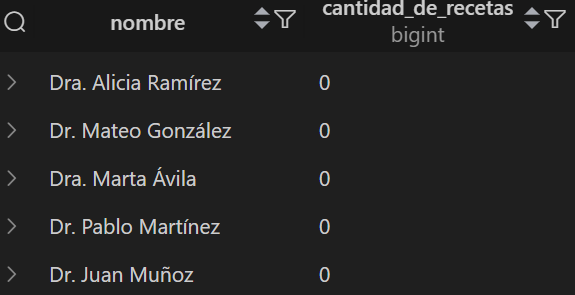 nombre cantidad_de_recetas
bigint
Dra. Alicia Ramírez 0
Dr. Mateo González 0
Dra. Marta Ávila 0
Dr. Pablo Martínez 0
Dr. Juan Muñoz 0